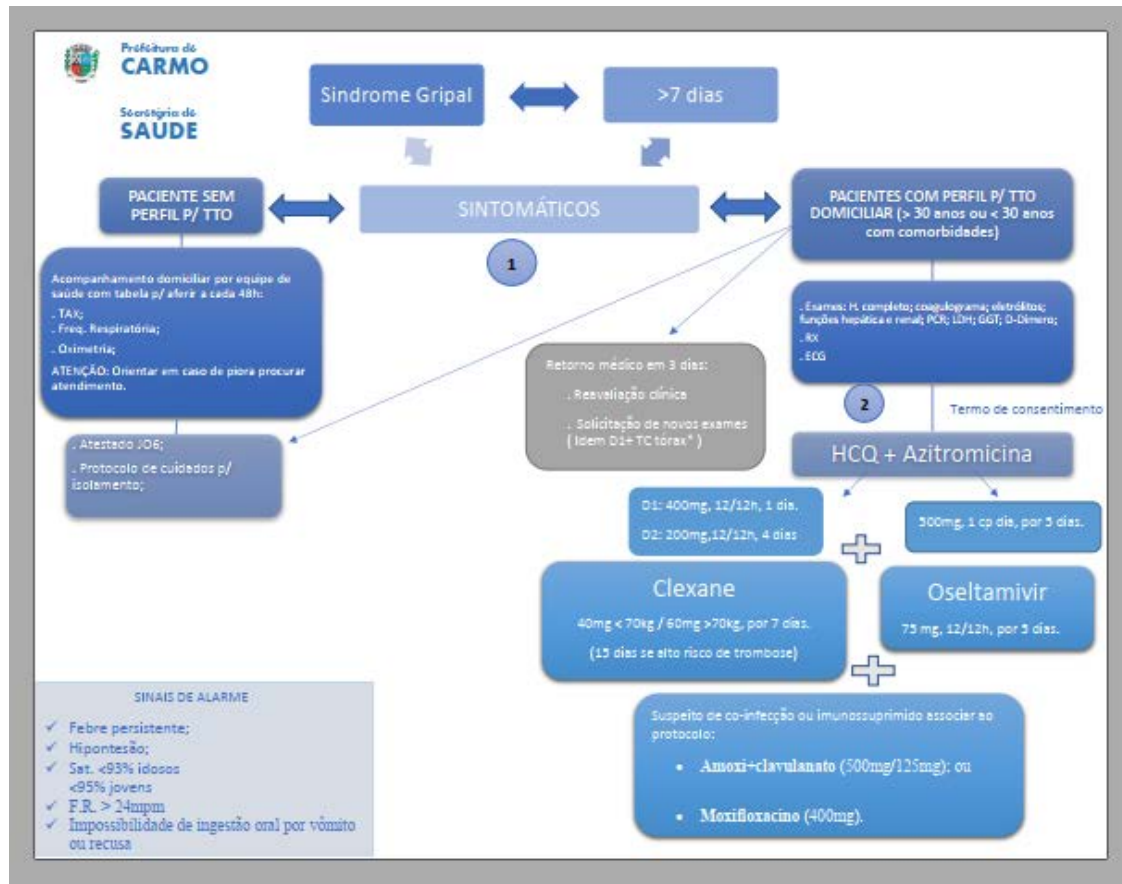 Prefeitura de
CARMO
Secretaria de
SAÚDE
Sindrome Gripal
>7 dias
PACIENTE SEM
PERFIL P/ TTO
SINTOMÁTICOS
PACIENTES COM PERFIL P/ TTO
DOMICILIAR (> 30 anos ou < 30 anos
com comorbidades)
1
Acompanhamento domiciliar por equipe de
saúde com tabela p/ aferir a cada 48h:
. TAX;
. Freq. Respiratória;
. Oximetria;
ATENÇÃO: Orientar em caso de piora procurar
atendimento.
. Exames: H. completo; coagulograma; eletrólitos;
funções hepática e renal; PCR; LDH; GGT; D-Dímero;
. RX
. ECG
Retorno médico em 3 dias:
. Reavaliação clínica
. Solicitação de novos exames
( Idem D1+ TC tórax* )
2
Termo de consentimento
. Atestado J06;
. Protocolo de cuidados p/
isolamento;
HCQ + Azitromicina
D1: 400mg, 12/12h, 1 dia.
D2: 200mg,12/12h, 4 dias
500mg, 1 cp dia, por 5 dias.
Clexane
40mg < 70kg / 60mg >70kg, por 7 dias.
(15 dias se alto risco de trombose)
Oseltamivir
75 mg, 12/12h, por 5 dias.
SINAIS DE ALARME
✓ Febre persistente;
✓ Hipontesão;
✓ Sat. <93% idosos
<95% jovens
✓ F.R. > 24mpm
✓ Impossibilidade de ingestão oral por vômito
ou recusa
Suspeito de co-infecção ou imunossuprimido associar ao
protocolo:
• Amoxi+clavulanato (500mg/125mg); ou
• Moxifloxacino (400mg).